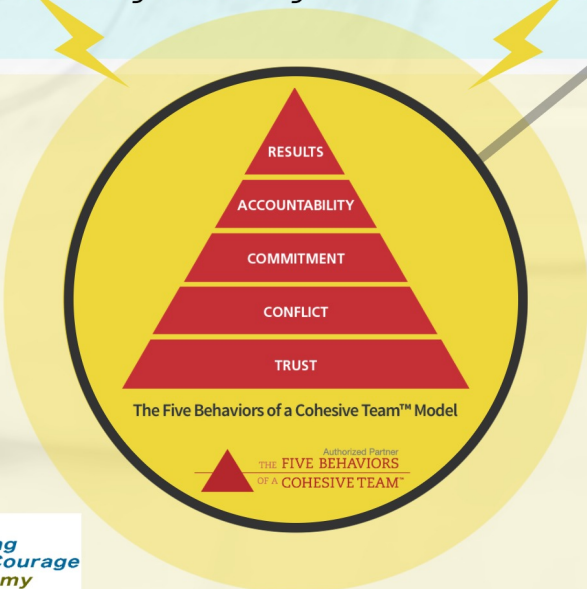 RESULTS
ACCOUNTABILITY
COMMITMENT
CONFLICT
TRUST
The Five Behaviors of a Cohesive Team™ Model
Authorized Partner
THE FIVE BEHAVIORS
OF A COHESIVE TEAM™